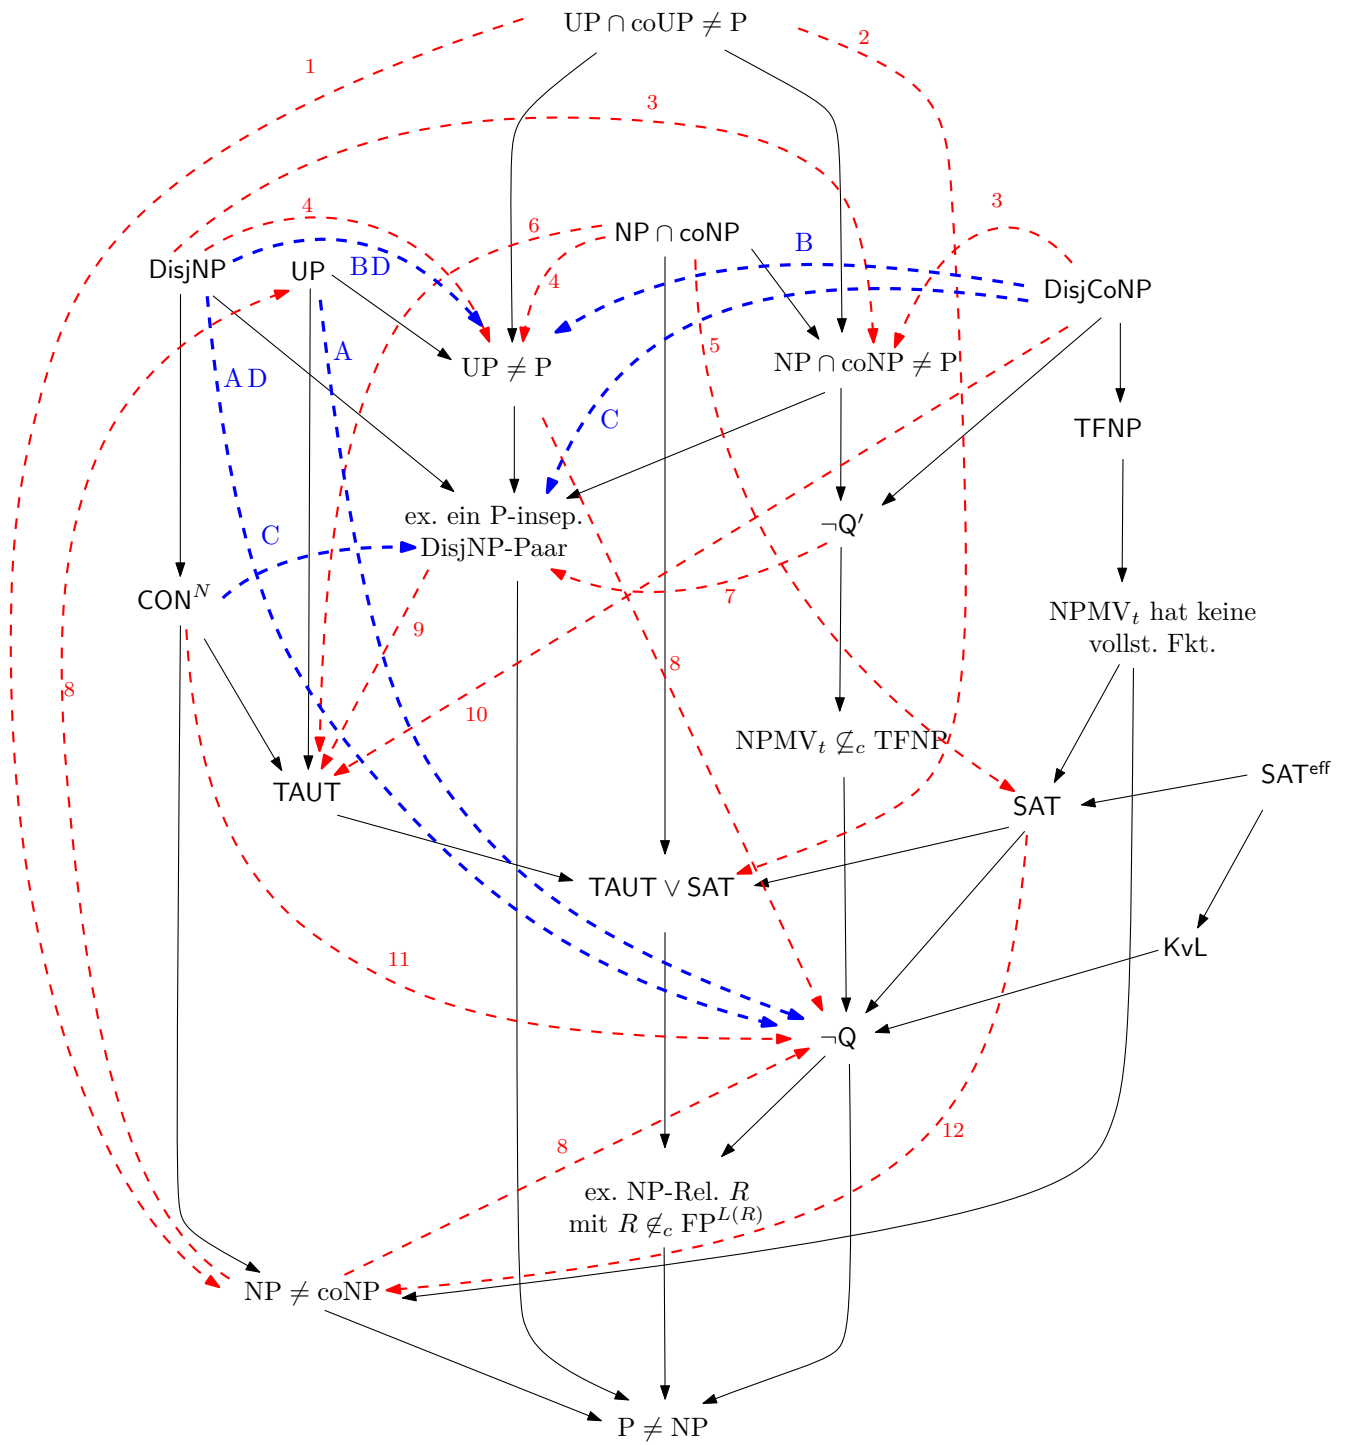 UP ∩ coUP ≠ P
2
1
3
3
4
6
NP ∩ coNP
B
DisjNP
UP
B D
4
DisjCoNP
5
A
A D
UP ≠ P
NP ∩ coNP ≠ P
C
TFNP
ex. ein P-insep.
DisjNP-Paar
¬Q′
C
CON^N
7
NPMV_t hat keine
vollst. Fkt.
9
8
8
10
NPMV_t ⊈_c TFNP
SAT^eff
TAUT
SAT
TAUT ∨ SAT
KvL
11
¬Q
12
8
ex. NP-Rel. R
mit R ∉_c FP^L(R)
NP ≠ coNP
P ≠ NP